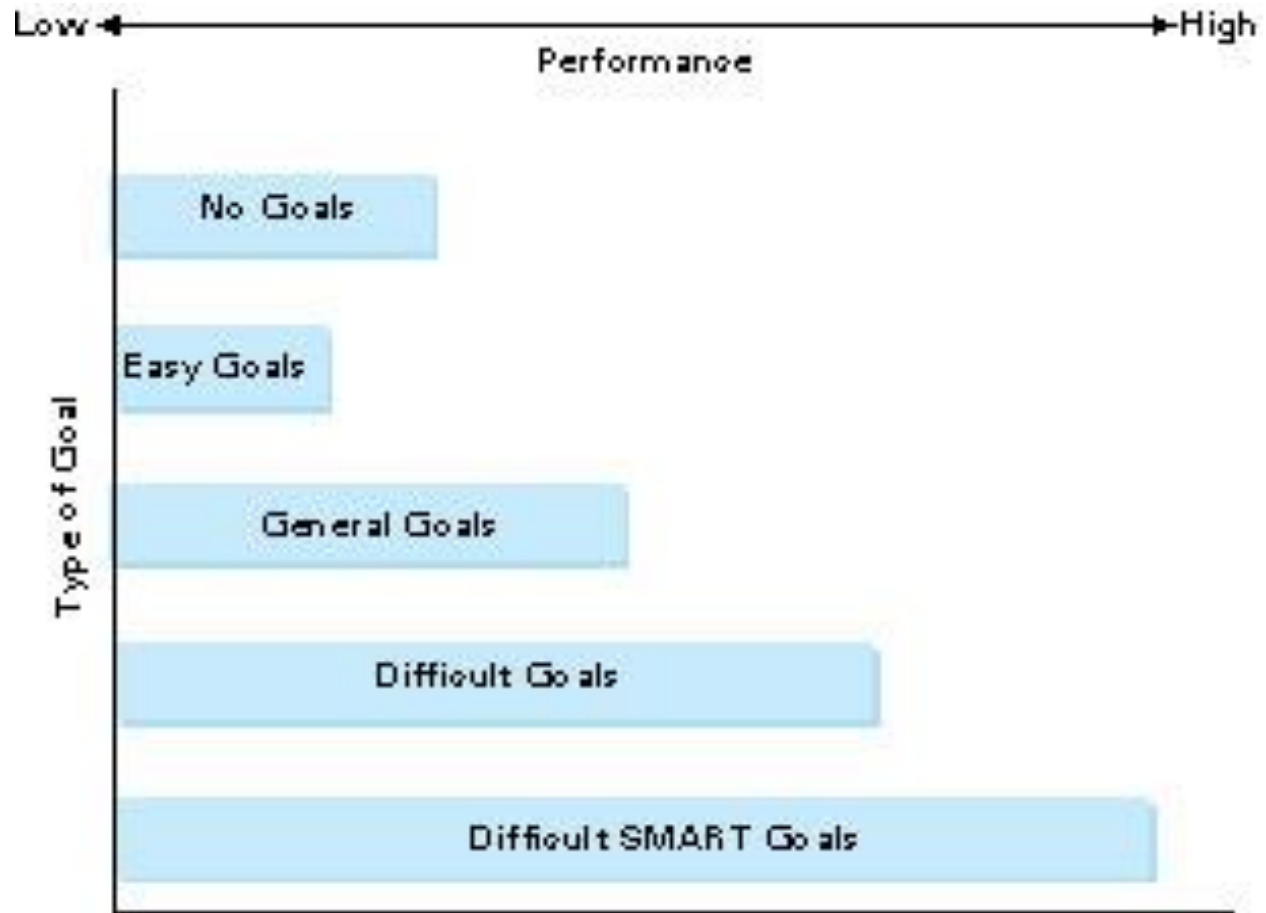 Low High
Performance
No Goals
Easy Goals
Type of Goal
General Goals
Difficult Goals
Difficult SMART Goals